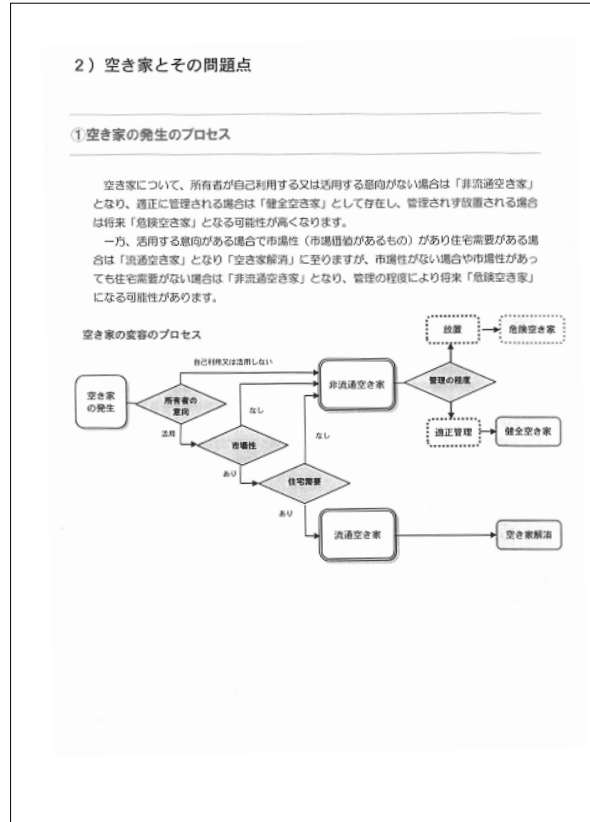 2）空き家とその問題点
①空き家の発生のプロセス
空き家について、所有者が自己利用する又は活用する意向がない場合は「非流通空き家」
となり、適正に管理される場合は「健全空き家」として存在し、管理されず放置される場合
は将来「危険空き家」となる可能性が高くなります。
一方、活用する意向がある場合で市場性（市場価値があるもの）があり住宅需要がある場
合は「流通空き家」となり「空き家解消」に至りますが、市場性がない場合や市場性があっ
ても住宅需要がない場合は「非流通空き家」となり、管理の程度により将来「危険空き家」
になる可能性があります。
空き家の変容のプロセス
放置
危険空き家
自己利用又は活用しない
空き家
の発生
所有者の
意向
非流通空き家
管理の程度
活用
なし
なし
適正管理
健全空き家
市場性
あり
住宅需要
あり
流通空き家
空き家解消